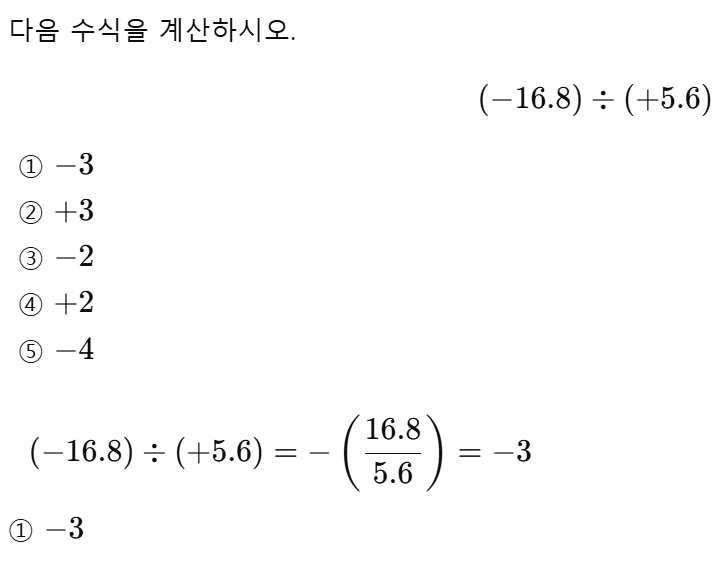 다음 수식을 계산하시오.
(−16.8) ÷ (+5.6)
① −3
② +3
③ −2
④ +2
⑤ −4
(−16.8) ÷ (+5.6) = −(16.8/5.6) = −3
① −3